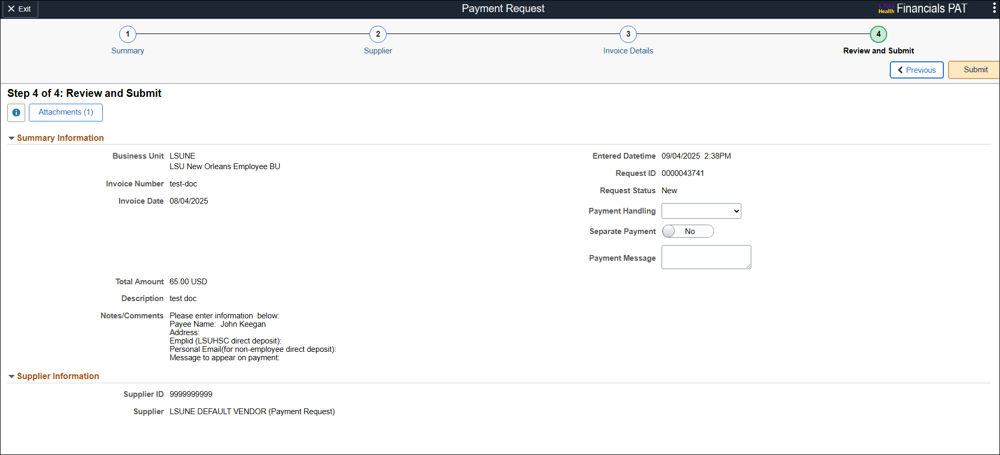 Exit
Payment Request
LSU Health Financials PAT
1
2
3
4
Summary
Supplier
Invoice Details
Review and Submit
Previous
Submit
Step 4 of 4: Review and Submit
Attachments (1)
Summary Information
Business Unit LSUNE
LSU New Orleans Employee BU
Invoice Number test-doc
Invoice Date 08/04/2025
Entered Datetime 09/04/2025 2:38PM
Request ID 0000043741
Request Status New
Payment Handling
Separate Payment No
Payment Message
Total Amount 65.00 USD
Description test doc
Notes/Comments Please enter information below:
Payee Name: John Keegan
Address:
Emplid (LSUHSC direct deposit):
Personal Email(for non-employee direct deposit):
Message to appear on payment:
Supplier Information
Supplier ID 9999999999
Supplier LSUNE DEFAULT VENDOR (Payment Request)